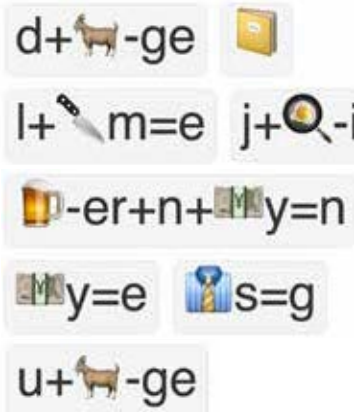 d+🐐-ge 📒
l+🔪m=e j+🍳-i
🍺-er+n+💴y=n
💴y=e 👔s=g
u+🐐-ge